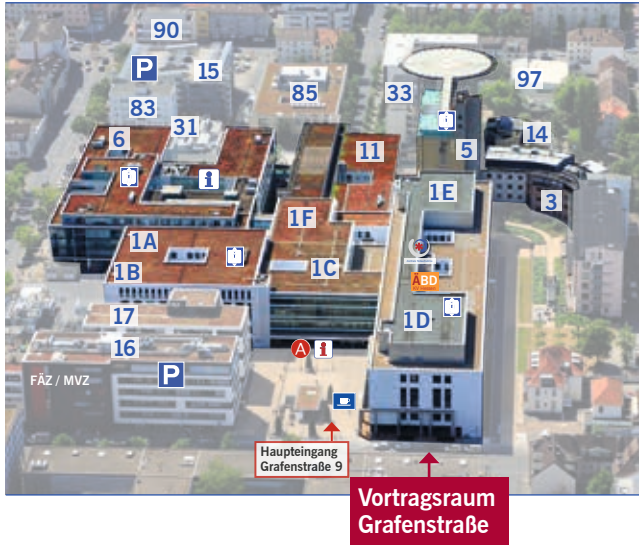 90
P
15
83
85
33
97
31
6
i
11
5
14
1E
3
1F
1A
1B
1C
ÄBD
1D
17
16
A
i
FÄZ / MVZ
P
Haupteingang
Grafenstraße 9
Vortragsraum
Grafenstraße